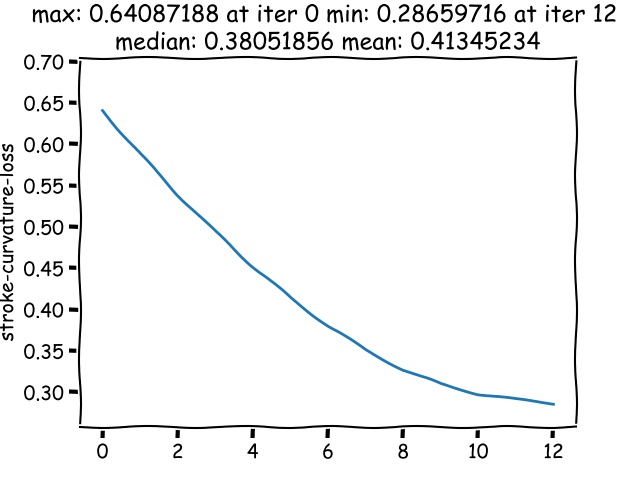 max: 0.64087188 at iter 0 min: 0.28659716 at iter 12
median: 0.38051856 mean: 0.41345234
0.70
0.65
0.60
0.55
0.50
0.45
0.40
0.35
0.30
stroke-curvature-loss
0 2 4 6 8 10 12